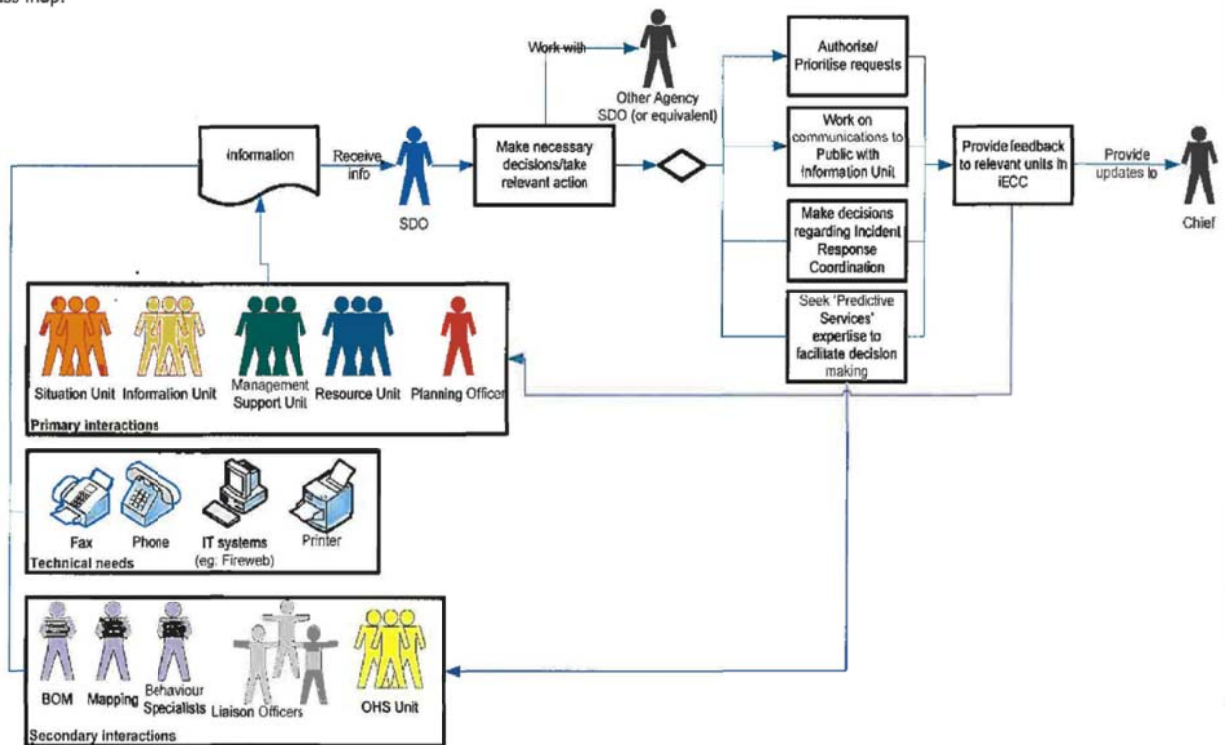 Work with
Other Agency
SDO (or equivalent)
Authorise/
Prioritise requests
Information
Receive
info
SDO
Make necessary
decisions/take
relevant action
Work on
communications to
Public with
Information Unit
Provide feedback
to relevant units in
iECC
Provide
updates to
Chief
Make decisions
regarding Incident
Response
Coordination
Seek 'Predictive
Services'
expertise to
facilitate decision
making
Situation Unit
Information Unit
Management
Support Unit
Resource Unit
Planning Officer
Primary interactions
Fax
Phone
IT systems
(eg: Fireweb)
Printer
Technical needs
BOM
Mapping
Behaviour
Specialists
Liaison Officers
OHS Unit
Secondary interactions